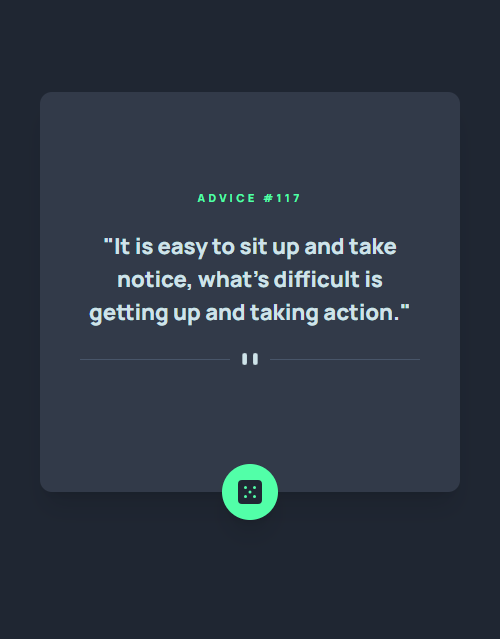 ADVICE #117
"It is easy to sit up and take
notice, what's difficult is
getting up and taking action."